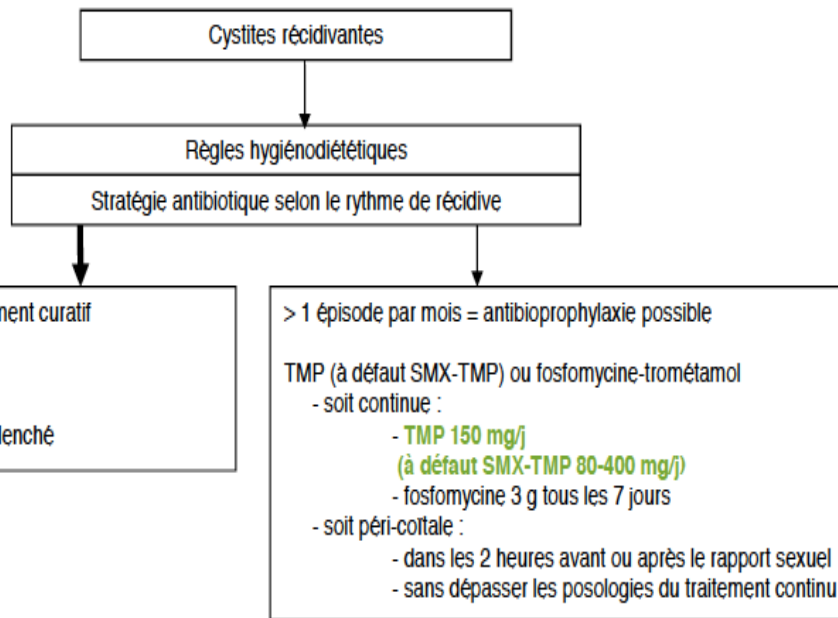 Cystites récidivantes
Règles hygiénodiététiques
Stratégie antibiotique selon le rythme de récidive
curatif
> 1 épisode par mois = antibioprophylaxie possible
TMP (à défaut SMX-TMP) ou fosfomycine-trométamol
- soit continue :
- TMP 150 mg/j
(à défaut SMX-TMP 80-400 mg/j)
- fosfomycine 3 g tous les 7 jours
- soit péri-coïtale :
- dans les 2 heures avant ou après le rapport sexuel
- sans dépasser les posologies du traitement continu